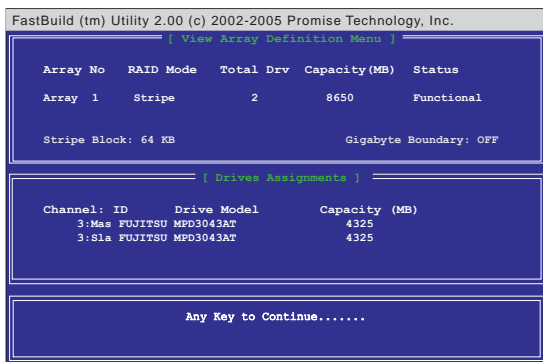 FastBuild (tm) Utility 2.00 (c) 2002-2005 Promise Technology, Inc.
[ View Array Definition Menu ]
Array No RAID Mode Total Drv Capacity(MB) Status
Array 1 Stripe 2 8650 Functional
Stripe Block: 64 KB Gigabyte Boundary: OFF
[ Drives Assignments ]
Channel: ID Drive Model Capacity (MB)
3:Mas FUJITSU MPD3043AT 4325
3:Sla FUJITSU MPD3043AT 4325
Any Key to Continue.......